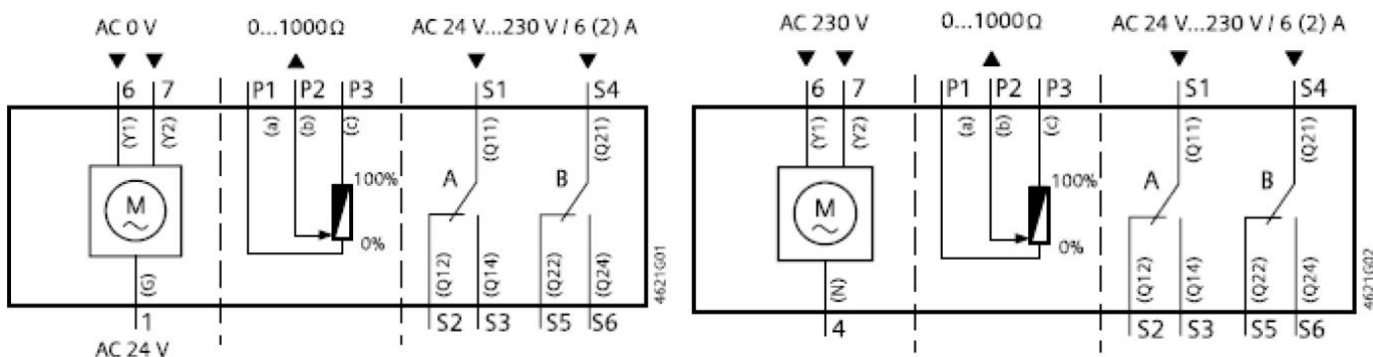 AC 0 V 0...1000Ω AC 24 V...230 V / 6 (2) A
6 7 P1 P2 P3 S1 S4
(Y1) (Y2) (a) (b) (c) (Q11) (Q21)
M
100%
0%
A B
(G) (Q12) (Q14) (Q22) (Q24)
1 S2 S3 S5 S6
AC 24 V
4621G01
AC 230 V 0...1000Ω AC 24 V...230 V / 6 (2) A
6 7 P1 P2 P3 S1 S4
(Y1) (Y2) (a) (b) (c) (Q11) (Q21)
M
100%
0%
A B
(N) (Q12) (Q14) (Q22) (Q24)
4 S2 S3 S5 S6
4621G02